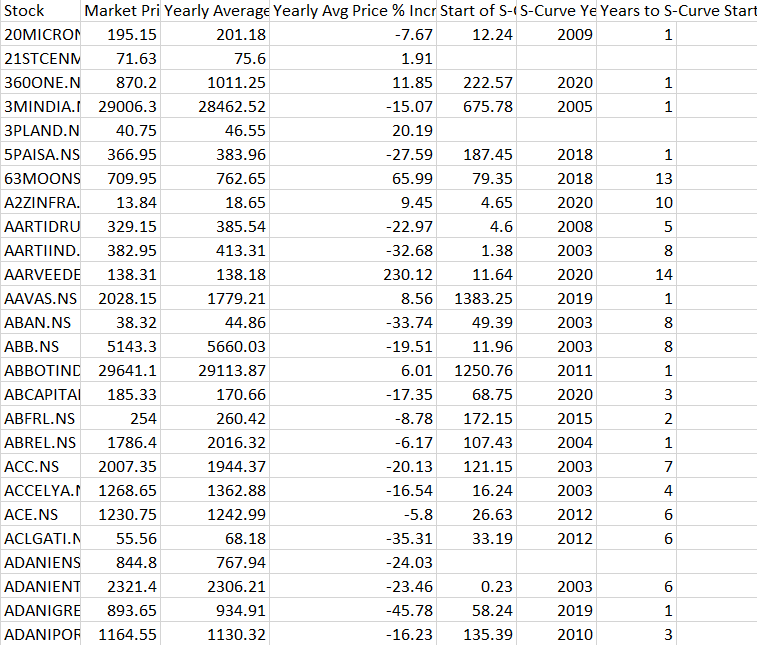 Stock Market Pri Yearly Average Yearly Avg Price % Incr Start of S-C S-Curve Ye Years to S-Curve Start
20MICRON 195.15 201.18 -7.67 12.24 2009 1
21STCENM 71.63 75.6 1.91
360ONE.N 870.2 1011.25 11.85 222.57 2020 1
3MINDIA.N 29006.3 28462.52 -15.07 675.78 2005 1
3PLAND.N 40.75 46.55 20.19
5PAISA.NS 366.95 383.96 -27.59 187.45 2018 1
63MOONS 709.95 762.65 65.99 79.35 2018 13
A2ZINFRA. 13.84 18.65 9.45 4.65 2020 10
AARTIDRU 329.15 385.54 -22.97 4.6 2008 5
AARTIIND. 382.95 413.31 -32.68 1.38 2003 8
AARVEEDE 138.31 138.18 230.12 11.64 2020 14
AAVAS.NS 2028.15 1779.21 8.56 1383.25 2019 1
ABAN.NS 38.32 44.86 -33.74 49.39 2003 8
ABB.NS 5143.3 5660.03 -19.51 11.96 2003 8
ABBOTIND 29641.1 29113.87 6.01 1250.76 2011 1
ABCAPITAL 185.33 170.66 -17.35 68.75 2020 3
ABFRL.NS 254 260.42 -8.78 172.15 2015 2
ABREL.NS 1786.4 2016.32 -6.17 107.43 2004 1
ACC.NS 2007.35 1944.37 -20.13 121.15 2003 7
ACCELYA.N 1268.65 1362.88 -16.54 16.24 2003 4
ACE.NS 1230.75 1242.99 -5.8 26.63 2012 6
ACLGATI.N 55.56 68.18 -35.31 33.19 2012 6
ADANIENS 844.8 767.94 -24.03
ADANIENT 2321.4 2306.21 -23.46 0.23 2003 6
ADANIGRE 893.65 934.91 -45.78 58.24 2019 1
ADANIPOR 1164.55 1130.32 -16.23 135.39 2010 3